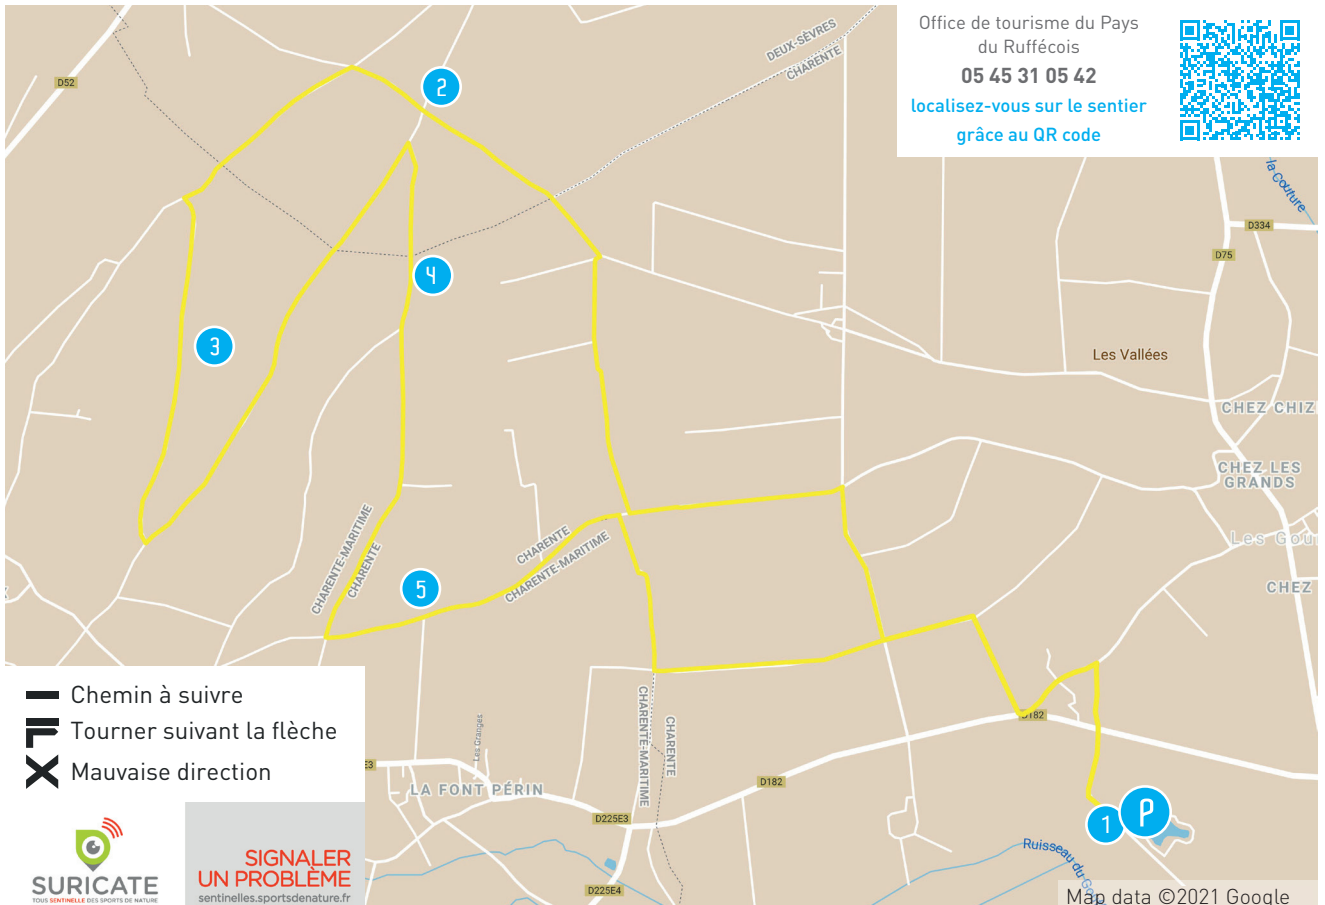 Office de tourisme du Pays
du Ruffécois
05 45 31 05 42
localisez-vous sur le sentier
grâce au QR code
D52
DEUX-SÈVRES
CHARENTE
2
la Couture
D334
D75
4
3
Les Vallées
CHEZ CHIZ
CHEZ LES
GRANDS
Les Gou
CHEZ
CHARENTE-MARITIME
CHARENTE
CHARENTE
CHARENTE-MARITIME
5
Chemin à suivre
Tourner suivant la flèche
Mauvaise direction
CHARENTE-MARITIME
CHARENTE
D182
Les Granges
E3
LA FONT PÉRIN
D182
D225E3
1
P
Ruisseau du
D225E4
SURICATE
TOUS SENTINELLE DES SPORTS DE NATURE
SIGNALER
UN PROBLÈME
sentinelles.sportsdenature.fr
Map data ©2021 Google